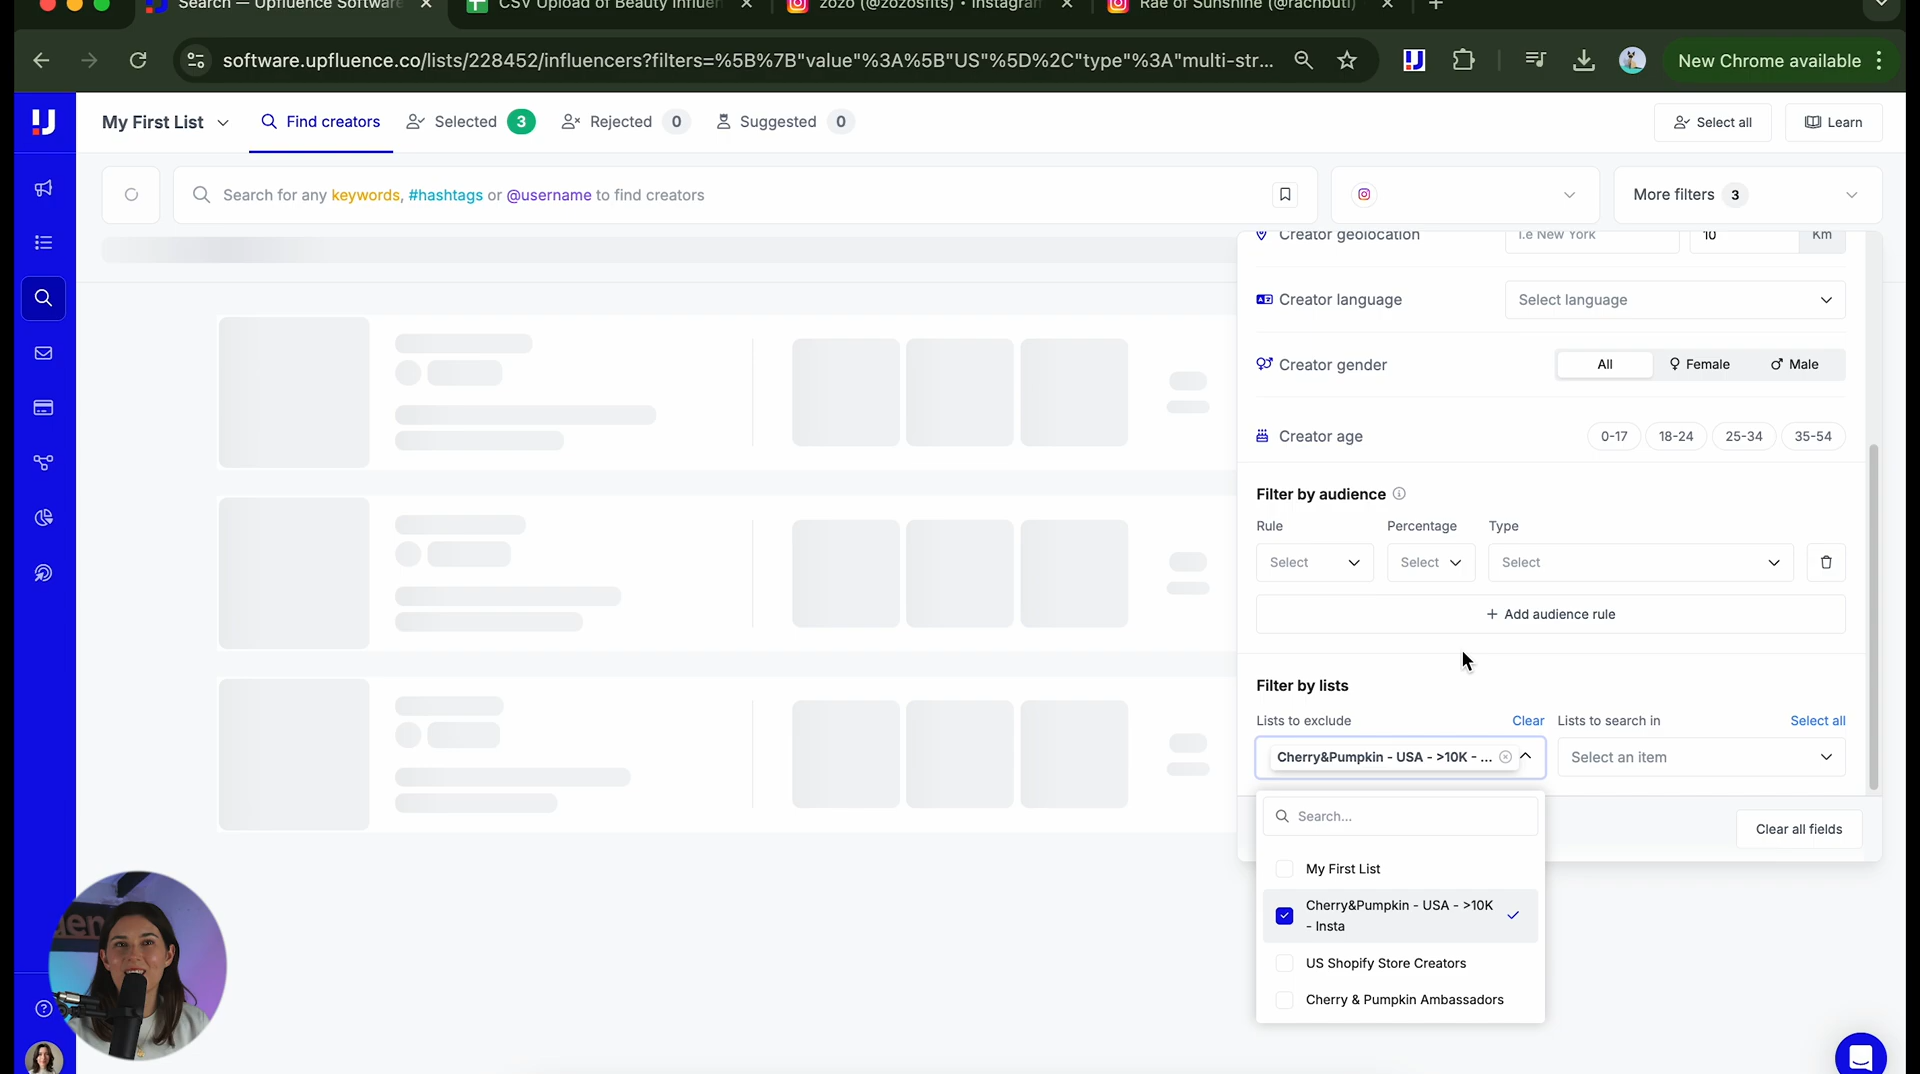 Search — Upfluence Software
CSV Upload of Beauty Influen
zozo (@zozosfits) • Instagram
Rae of Sunshine (@rachbutl)
software.upfluence.co/lists/228452/influencers?filters=%5B%7B"value"%3A%5B"US"%5D%2C"type"%3A"multi-str...
New Chrome available
My First List
Find creators
Selected 3
Rejected 0
Suggested 0
Select all
Learn
Search for any keywords, #hashtags or @username to find creators
More filters 3
Creator geolocation
i.e New York
10
Km
Creator language
Select language
Creator gender
All
Female
Male
Creator age
0-17
18-24
25-34
35-54
Filter by audience
Rule
Percentage
Type
Select
Select
Select
+ Add audience rule
Filter by lists
Lists to exclude
Clear
Lists to search in
Select all
Cherry&Pumpkin - USA - >10K - ...
Select an item
Search...
Clear all fields
My First List
Cherry&Pumpkin - USA - >10K
- Insta
US Shopify Store Creators
Cherry & Pumpkin Ambassadors